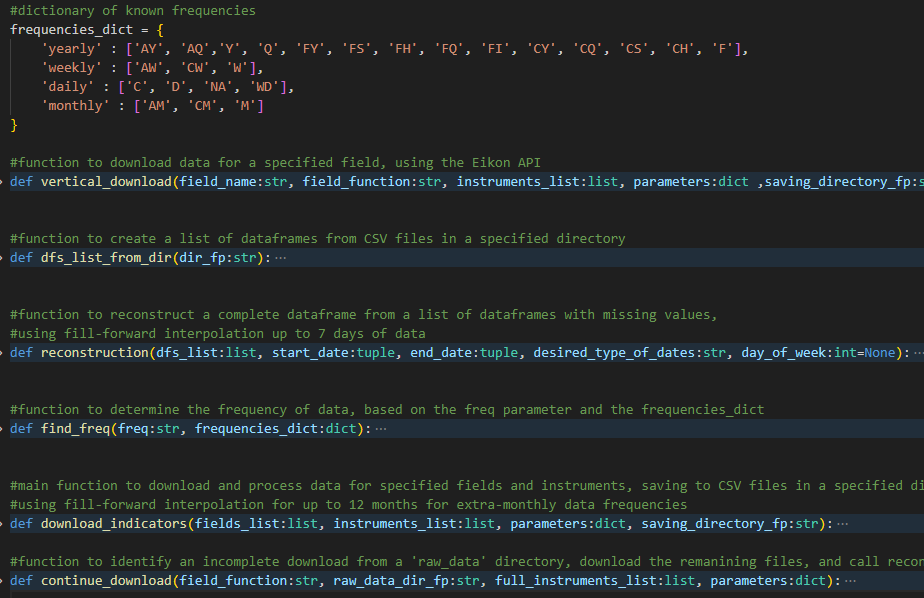 #dictionary of known frequencies
frequencies_dict = {
'yearly' : ['AY', 'AQ','Y', 'Q', 'FY', 'FS', 'FH', 'FQ', 'FI', 'CY', 'CQ', 'CS', 'CH', 'F'],
'weekly' : ['AW', 'CW', 'W'],
'daily' : ['C', 'D', 'NA', 'WD'],
'monthly' : ['AM', 'CM', 'M']
}
#function to download data for a specified field, using the Eikon API
def vertical_download(field_name:str, field_function:str, instruments_list:list, parameters:dict ,saving_directory_fp:s
#function to create a list of dataframes from CSV files in a specified directory
def dfs_list_from_dir(dir_fp:str):···
#function to reconstruct a complete dataframe from a list of dataframes with missing values,
#using fill-forward interpolation up to 7 days of data
def reconstruction(dfs_list:list, start_date:tuple, end_date:tuple, desired_type_of_dates:str, day_of_week:int=None):···
#function to determine the frequency of data, based on the freq parameter and the frequencies_dict
def find_freq(freq:str, frequencies_dict:dict):···
#main function to download and process data for specified fields and instruments, saving to CSV files in a specified di
#using fill-forward interpolation for up to 12 months for extra-monthly data frequencies
def download_indicators(fields_list:list, instruments_list:list, parameters:dict, saving_directory_fp:str):···
#function to identify an incomplete download from a 'raw_data' directory, download the remanining files, and call recon
def continue_download(field_function:str, raw_data_dir_fp:str, full_instruments_list:list, parameters:dict):···